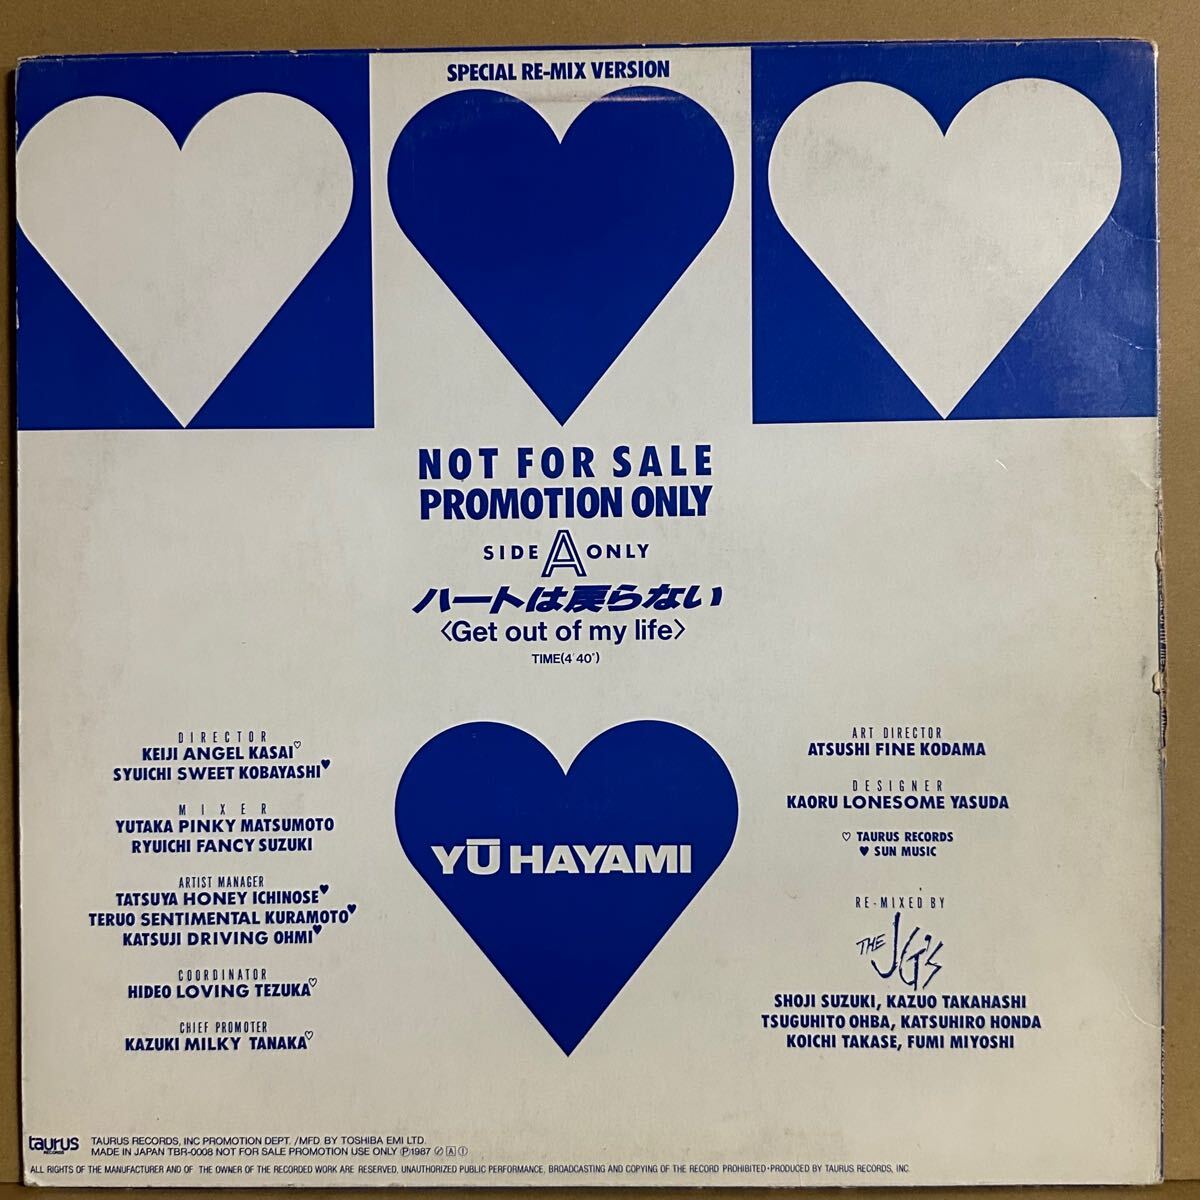 SPECIAL RE-MIX VERSION
NOT FOR SALE
PROMOTION ONLY
SIDE A ONLY
ハートは戻らない
〈Get out of my life〉
TIME(4'40")
DIRECTOR
KEIJI ANGEL KASAI♡
SYUICHI SWEET KOBAYASHI♥
MIXER
YUTAKA PINKY MATSUMOTO
RYUICHI FANCY SUZUKI
ARTIST MANAGER
TATSUYA HONEY ICHINOSE♥
TERUO SENTIMENTAL KURAMOTO♥
KATSUJI DRIVING OHMI♥
COORDINATOR
HIDEO LOVING TEZUKA♡
CHIEF PROMOTER
KAZUKI MILKY TANAKA♡
YŪ HAYAMI
ART DIRECTOR
ATSUSHI FINE KODAMA
DESIGNER
KAORU LONESOME YASUDA
♡ TAURUS RECORDS
♥ SUN MUSIC
RE-MIXED BY
THE JG's
SHOJI SUZUKI, KAZUO TAKAHASHI
TSUGUHITO OHBA, KATSUHIRO HONDA
KOICHI TAKASE, FUMI MIYOSHI
taurus
RECORDS
TAURUS RECORDS, INC PROMOTION DEPT. /MFD BY TOSHIBA EMI LTD.
MADE IN JAPAN TBR-0008 NOT FOR SALE PROMOTION USE ONLY Ⓟ1987
ALL RIGHTS OF THE MANUFACTURER AND OF THE OWNER OF THE RECORDED WORK ARE RESERVED, UNAUTHORIZED PUBLIC PERFORMANCE, BROADCASTING AND COPYING OF THE RECORD PROHIBITED•PRODUCED BY TAURUS RECORDS, INC.